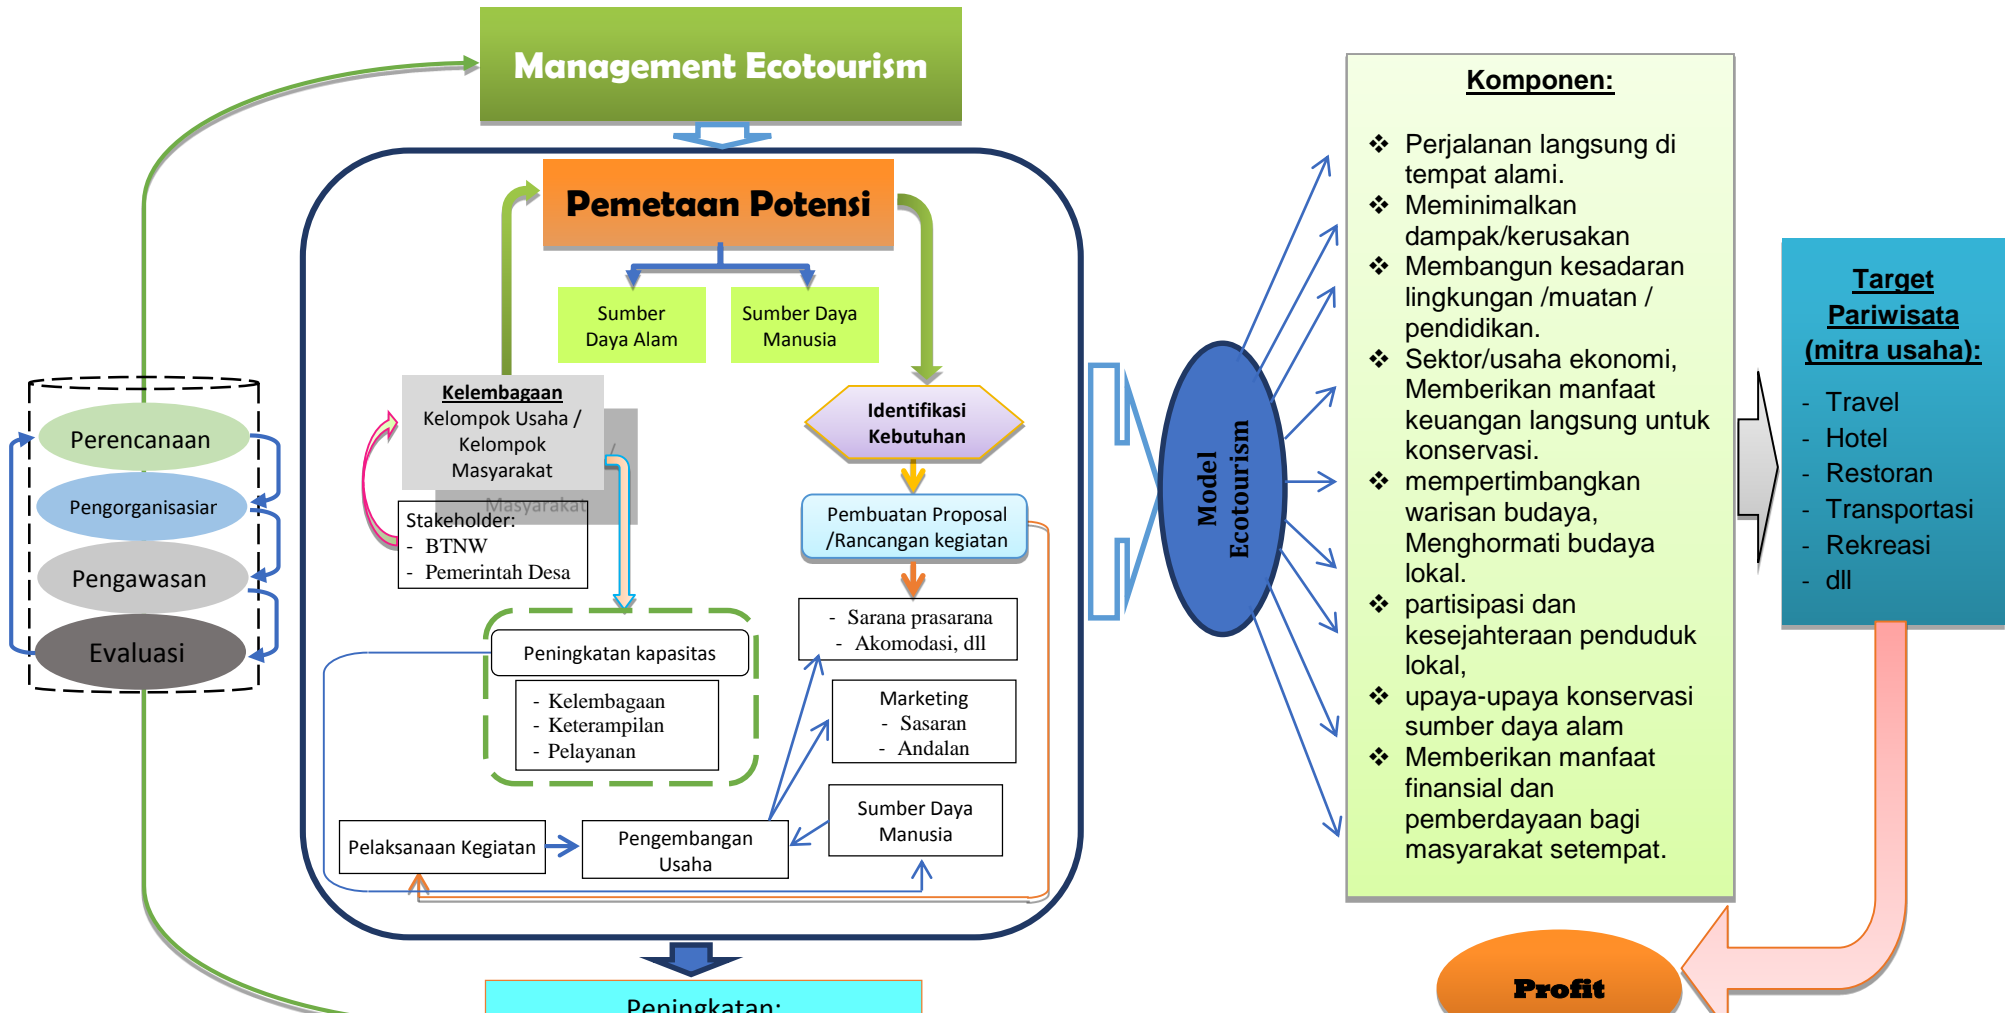 Management Ecotourism
Pemetaan Potensi
Sumber
Daya Alam
Sumber Daya
Manusia
Kelembagaan
Kelompok Usaha /
Kelompok
Masyarakat
/
Masyarakat
Stakeholder:
- BTNW
- Pemerintah Desa
Identifikasi
Kebutuhan
Pembuatan Proposal
/Rancangan kegiatan
- Sarana prasarana
- Akomodasi, dll
Peningkatan kapasitas
- Kelembagaan
- Keterampilan
- Pelayanan
Marketing
- Sasaran
- Andalan
Sumber Daya
Manusia
Pelaksanaan Kegiatan
Pengembangan
Usaha
Perencanaan
Pengorganisasiar
Pengawasan
Evaluasi
Peningkatan:
Model
Ecotourism
Komponen:
❖ Perjalanan langsung di
tempat alami.
❖ Meminimalkan
dampak/kerusakan
❖ Membangun kesadaran
lingkungan /muatan /
pendidikan.
❖ Sektor/usaha ekonomi,
Memberikan manfaat
keuangan langsung untuk
konservasi.
❖ mempertimbangkan
warisan budaya,
Menghormati budaya
lokal.
❖ partisipasi dan
kesejahteraan penduduk
lokal,
❖ upaya-upaya konservasi
sumber daya alam
❖ Memberikan manfaat
finansial dan
pemberdayaan bagi
masyarakat setempat.
Target
Pariwisata
(mitra usaha):
- Travel
- Hotel
- Restoran
- Transportasi
- Rekreasi
- dll
Profit